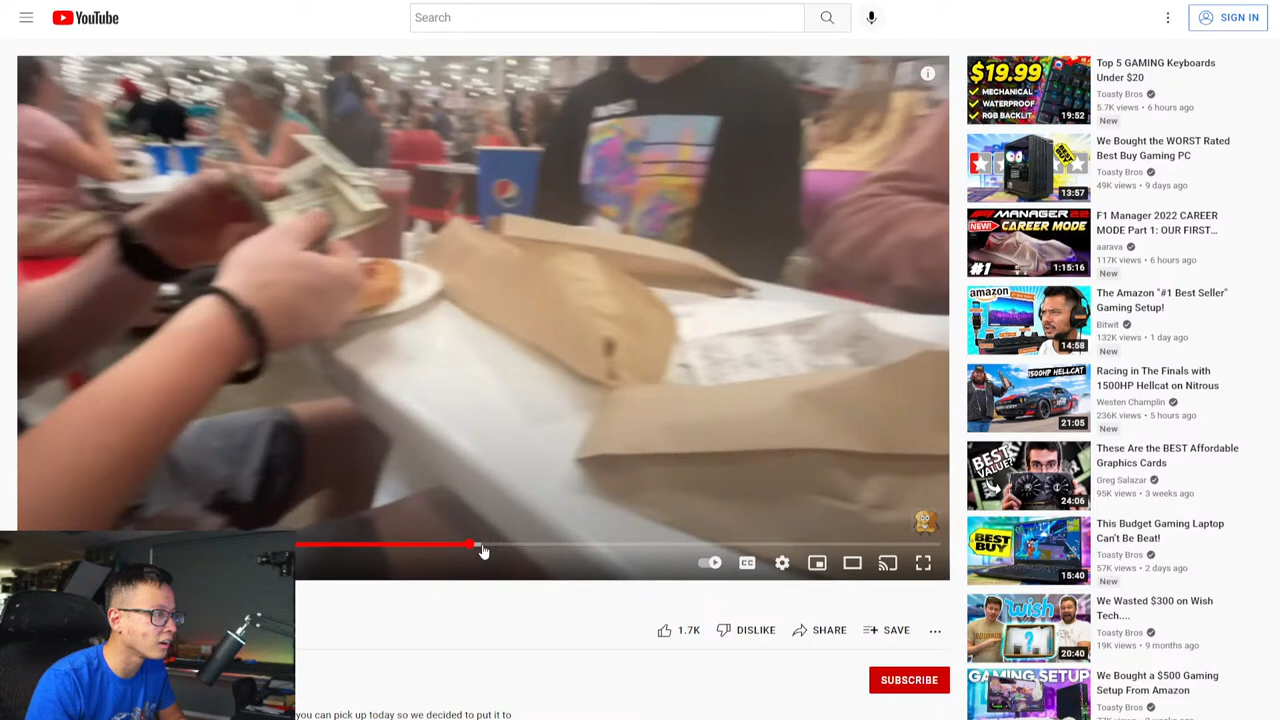 YouTube
Search
SIGN IN
$19.99
MECHANICAL
WATERPROOF
RGB BACKLIT
19:52
Top 5 GAMING Keyboards
Under $20
Toasty Bros
5.7K views • 6 hours ago
New
BEST BUY
13:57
We Bought the WORST Rated
Best Buy Gaming PC
Toasty Bros
49K views • 9 days ago
MANAGER 22
NEW!
CAREER
MODE
#1
1:15:16
F1 Manager 2022 CAREER
MODE Part 1: OUR FIRST...
aarava
117K views • 6 hours ago
New
amazon
14:58
The Amazon "#1 Best Seller"
Gaming Setup!
Bitwit
132K views • 1 day ago
New
1500HP HELLCAT
21:05
Racing in The Finals with
1500HP Hellcat on Nitrous
Westen Champlin
236K views • 5 hours ago
New
BEST
VALUE?
24:06
These Are the BEST Affordable
Graphics Cards
Greg Salazar
95K views • 3 weeks ago
BEST
BUY
15:40
This Budget Gaming Laptop
Can't Be Beat!
Toasty Bros
57K views • 2 days ago
New
wish
?
20:40
We Wasted $300 on Wish
Tech....
Toasty Bros
19K views • 9 months ago
GAMING SETUP
We Bought a $500 Gaming
Setup From Amazon
Toasty Bros
pepsi
CC
1.7K
DISLIKE
SHARE
SAVE
SUBSCRIBE
you can pick up today so we decided to put it to